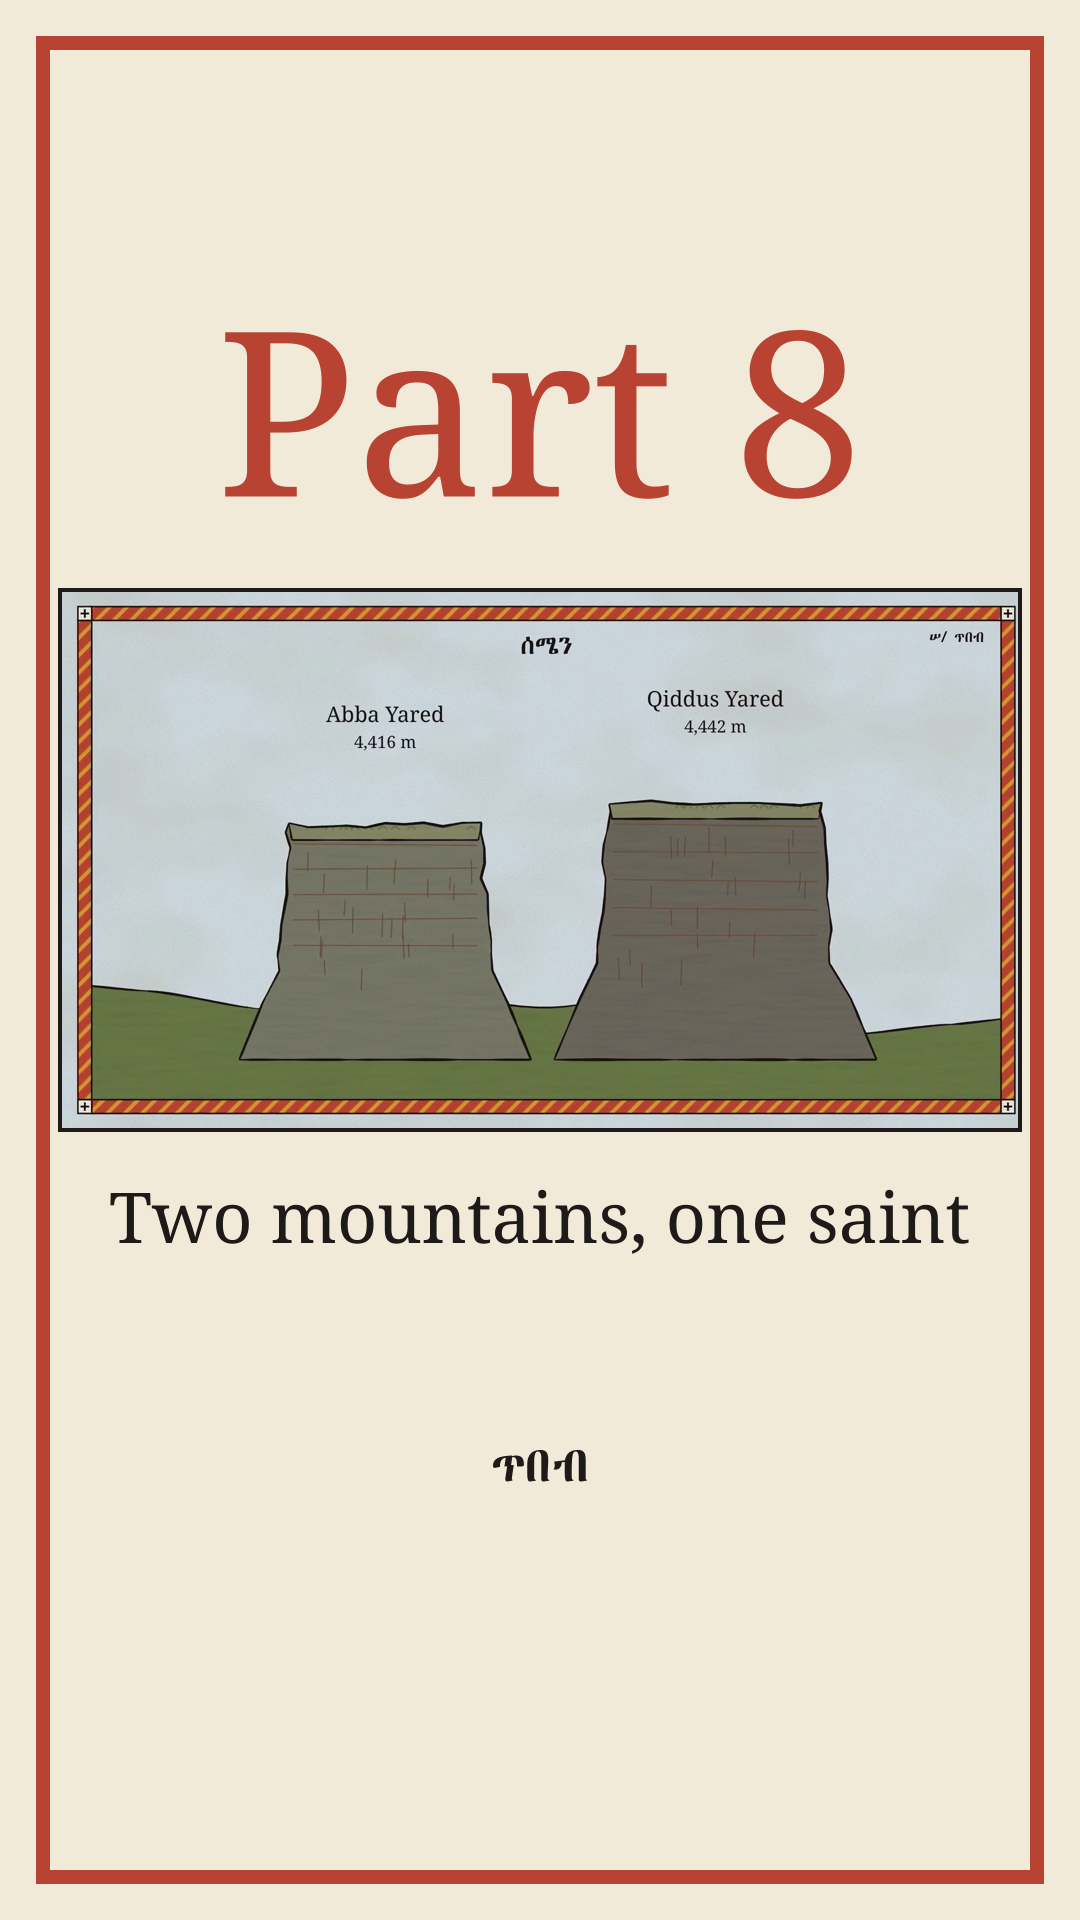 Part 8
ሰሜን
ሠ/ ጥበብ
Abba Yared
4,416 m
Qiddus Yared
4,442 m
Two mountains, one saint
ጥበብ